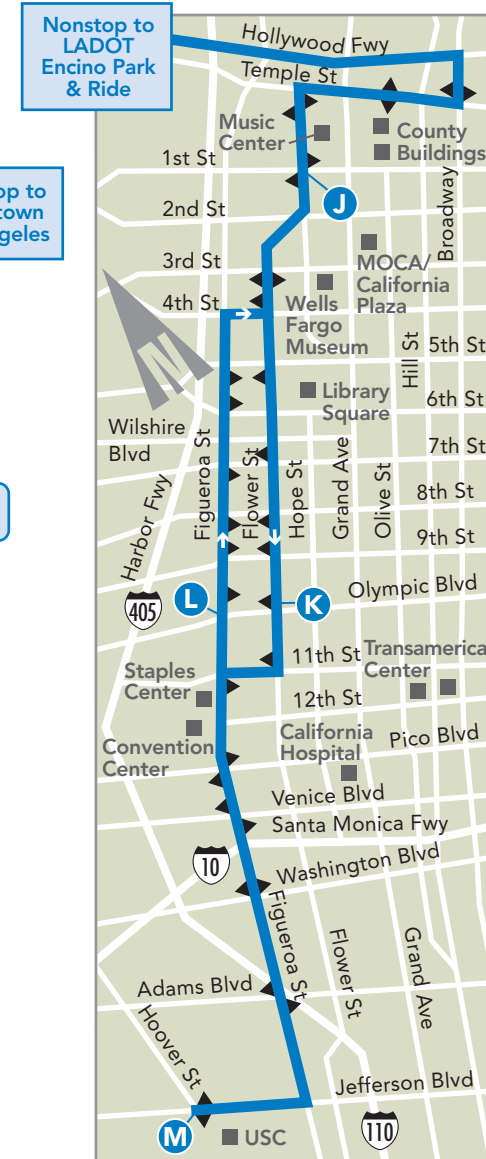 Nonstop to
LADOT
Encino Park
& Ride
Hollywood Fwy
Temple St
Music
Center
County
Buildings
1st St
J
op to
town
geles
2nd St
Broadway
3rd St
MOCA/
California
Plaza
4th St
Wells
Fargo
Museum
N
Hill St
5th St
Library
Square
6th St
Wilshire
Blvd
7th St
Harbor Fwy
Figueroa St
Flower St
Hope St
Grand Ave
Olive St
8th St
9th St
405
L
K
Olympic Blvd
11th St
Transamerica
Center
Staples
Center
12th St
Convention
Center
California
Hospital
Pico Blvd
Venice Blvd
Santa Monica Fwy
10
Washington Blvd
Figueroa St
Flower St
Grand Ave
Adams Blvd
Hoover St
Jefferson Blvd
M
USC
110